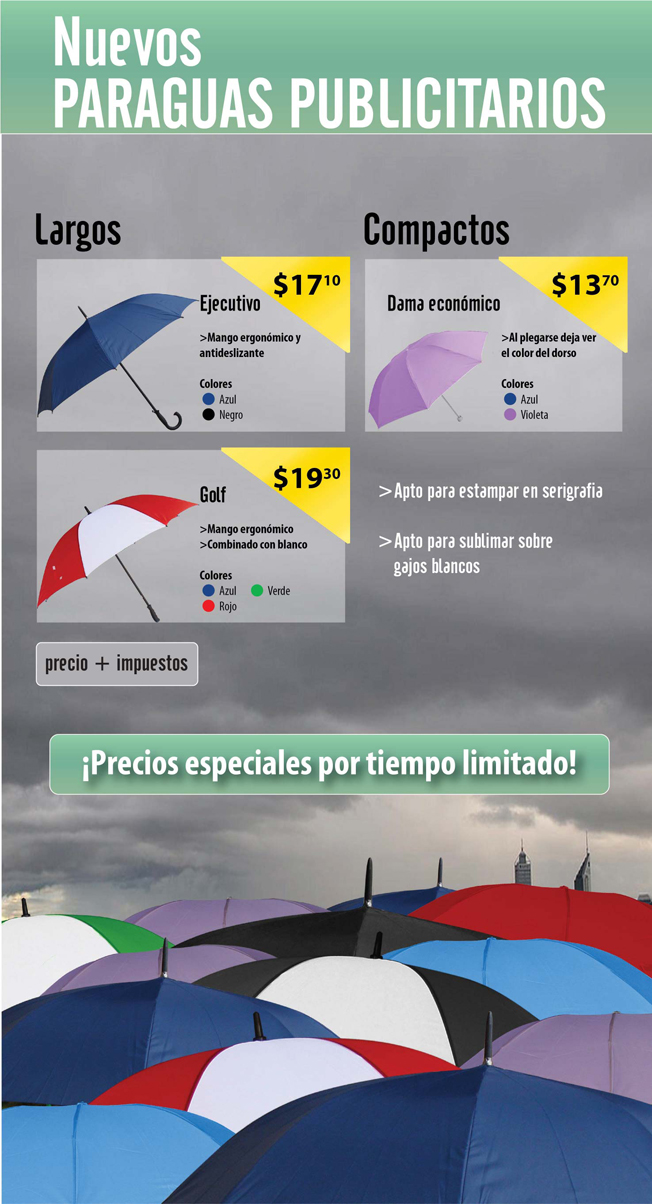 Nuevos
PARAGUAS PUBLICITARIOS
Largos
Ejecutivo
$1710
>Mango ergonómico y
antideslizante
Colores
Azul
Negro
Golf
$1930
>Mango ergonómico
>Combinado con blanco
Colores
Azul Verde
Rojo
precio + impuestos
Compactos
Dama económico
$1370
>Al plegarse deja ver
el color del dorso
Colores
Azul
Violeta
>Apto para estampar en serigrafia
>Apto para sublimar sobre
gajos blancos
¡Precios especiales por tiempo limitado!